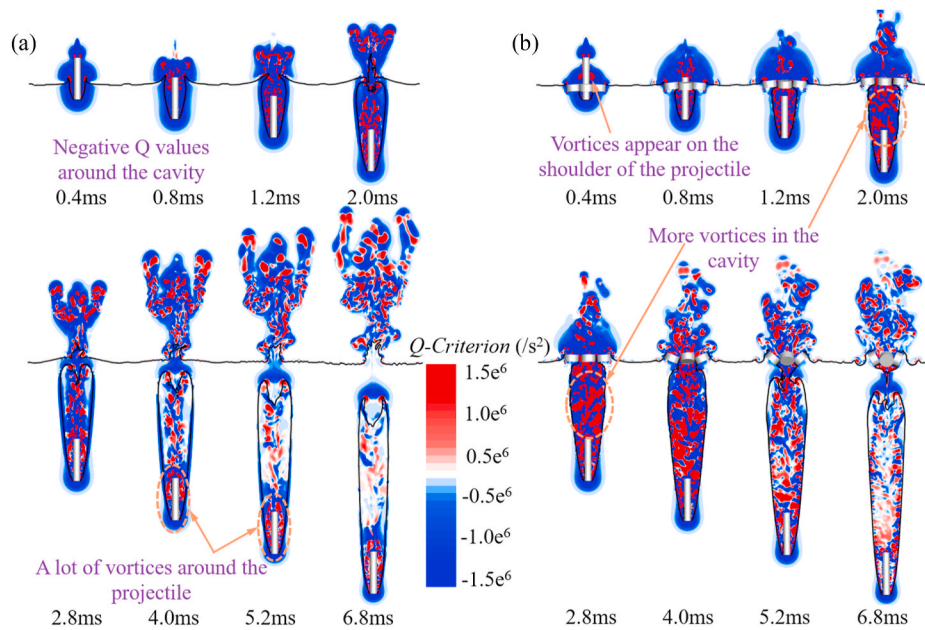 (a)
(b)
Negative Q values
around the cavity
0.4ms 0.8ms 1.2ms 2.0ms
Vortices appear on the
shoulder of the projectile
0.4ms 0.8ms 1.2ms 2.0ms
More vortices in the
cavity
Q-Criterion (/s²)
1.5e⁶
1.0e⁶
0.5e⁶
-0.5e⁶
-1.0e⁶
-1.5e⁶
A lot of vortices around the
projectile
2.8ms 4.0ms 5.2ms 6.8ms
2.8ms 4.0ms 5.2ms 6.8ms